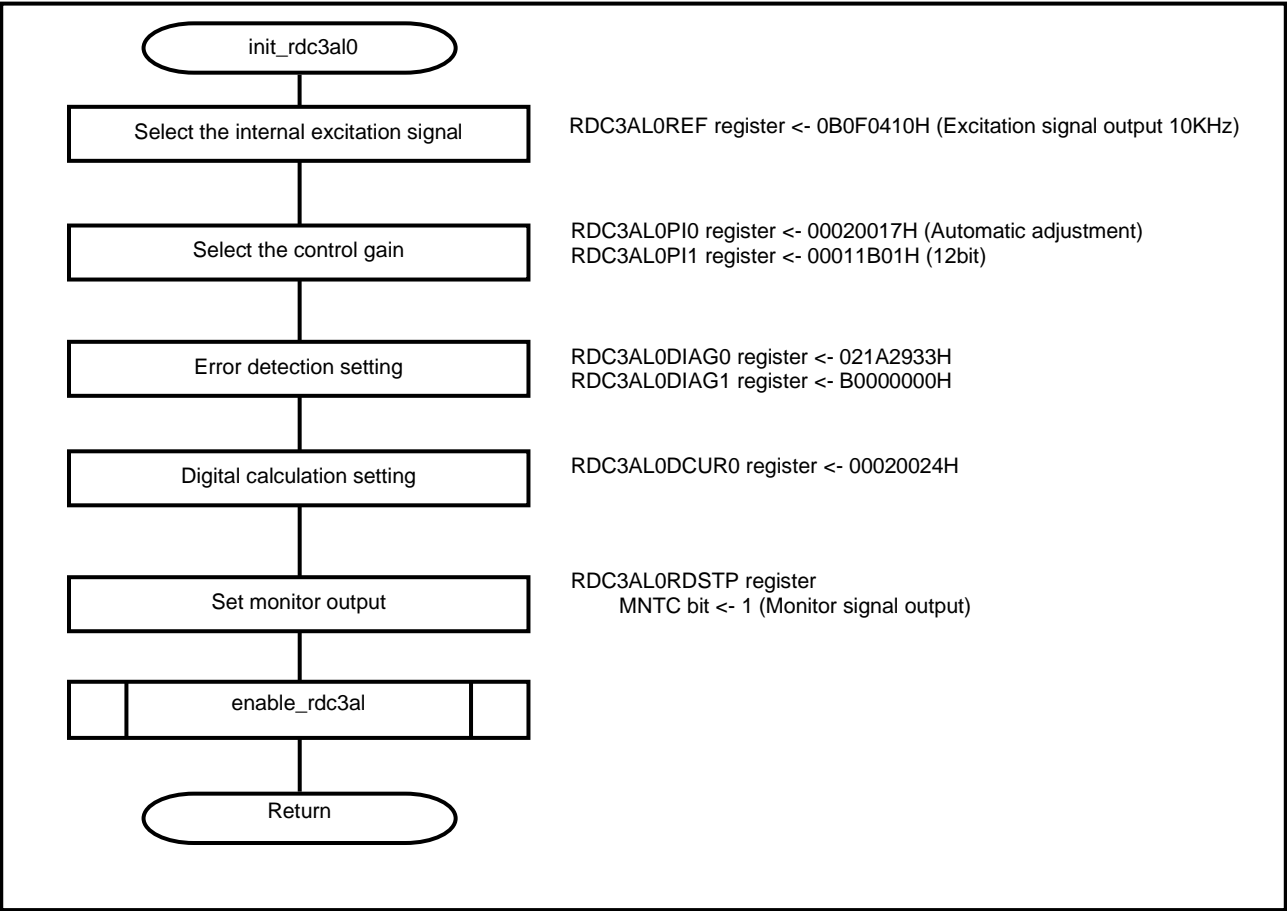 init_rdc3al0
Select the internal excitation signal
RDC3AL0REF register <- 0B0F0410H (Excitation signal output 10KHz)
Select the control gain
RDC3AL0PI0 register <- 00020017H (Automatic adjustment)
RDC3AL0PI1 register <- 00011B01H (12bit)
Error detection setting
RDC3AL0DIAG0 register <- 021A2933H
RDC3AL0DIAG1 register <- B0000000H
Digital calculation setting
RDC3AL0DCUR0 register <- 00020024H
Set monitor output
RDC3AL0RDSTP register
MNTC bit <- 1 (Monitor signal output)
enable_rdc3al
Return